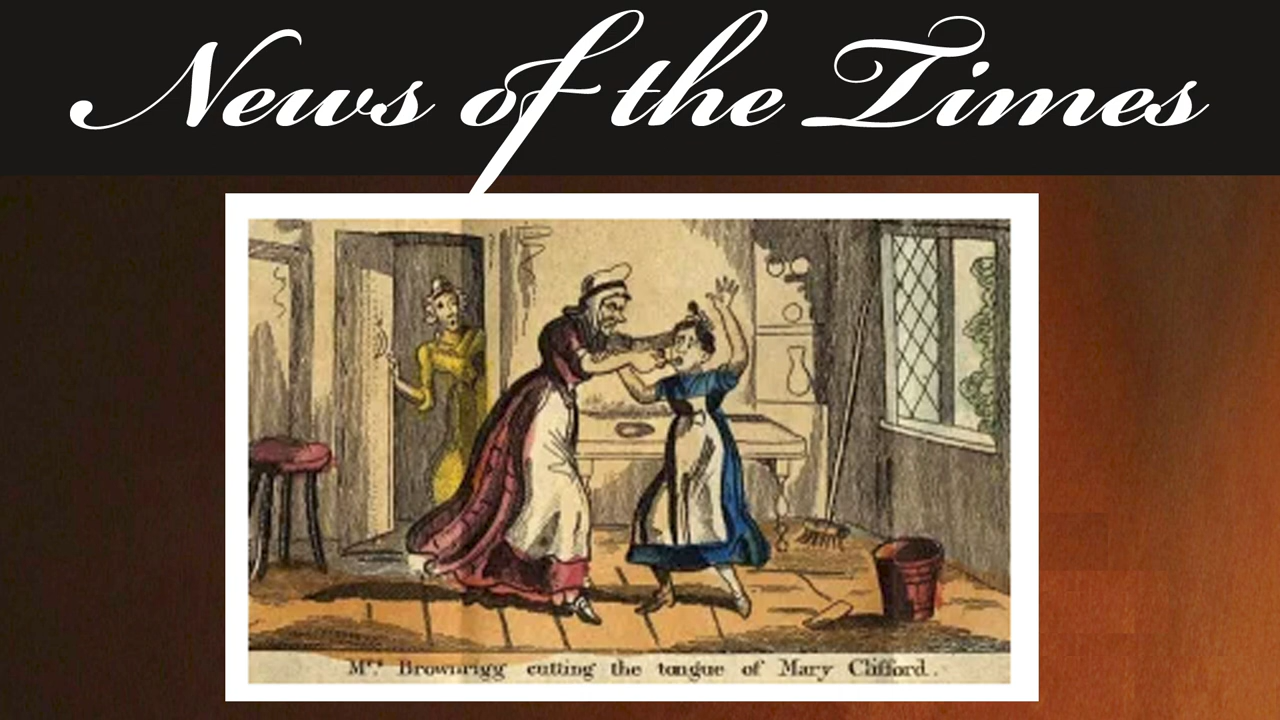 News of the Times
Mrs. Brownrigg cutting the tongue of Mary Clifford.